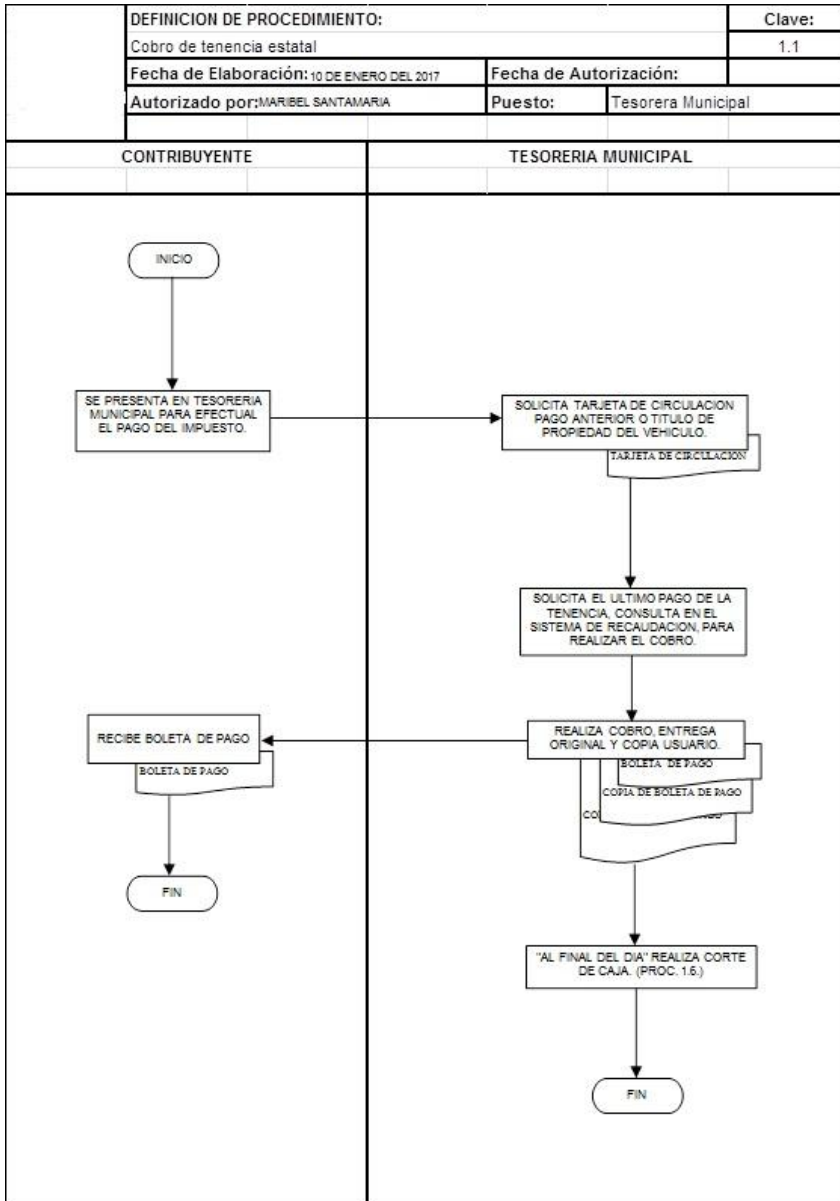 DEFINICION DE PROCEDIMIENTO:
Clave:
Cobro de tenencia estatal
1.1
Fecha de Elaboración: 10 DE ENERO DEL 2017
Fecha de Autorización:
Autorizado por:MARIBEL SANTAMARIA
Puesto:
Tesorera Municipal
CONTRIBUYENTE
TESORERIA MUNICIPAL
INICIO
SE PRESENTA EN TESORERIA
MUNICIPAL PARA EFECTUAL
EL PAGO DEL IMPUESTO.
SOLICITA TARJETA DE CIRCULACION
PAGO ANTERIOR O TITULO DE
PROPIEDAD DEL VEHICULO.
TARJETA DE CIRCULACION
SOLICITA EL ULTIMO PAGO DE LA
TENENCIA, CONSULTA EN EL
SISTEMA DE RECAUDACION, PARA
REALIZAR EL COBRO.
REALIZA COBRO, ENTREGA
ORIGINAL Y COPIA USUARIO.
BOLETA DE PAGO
COPIA DE BOLETA DE PAGO
RECIBE BOLETA DE PAGO
BOLETA DE PAGO
FIN
"AL FINAL DEL DIA" REALIZA CORTE
DE CAJA. (PROC. 1.6.)
FIN